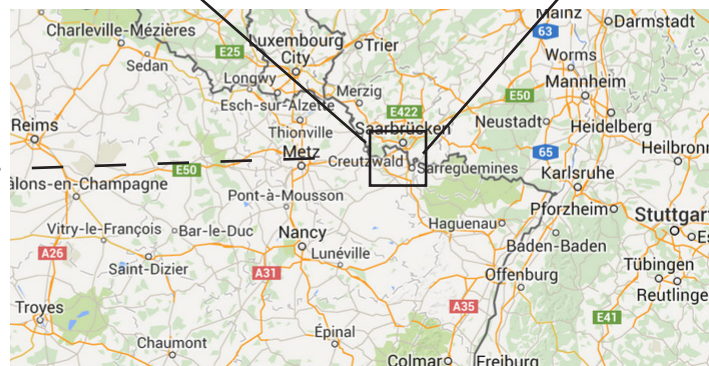 Mainz
Charleville-Mézières
Darmstadt
63
Luxembourg
City
E25
Trier
Worms
Sedan
Longwy
Mannheim
Merzig
E50
Esch-sur-Alzette
E422
Reims
Thionville
Saarbrücken
Neustadt
Heidelberg
Metz
Creutzwald
65
Heilbronn
E50
Sarreguemines
Karlsruhe
âlons-en-Champagne
Pont-à-Mousson
Pforzheim
Stuttgart
Vitry-le-François
Bar-le-Duc
Nancy
Haguenau
Es
A26
Lunéville
Baden-Baden
Saint-Dizier
A31
Offenburg
Tübingen
Troyes
A35
Reutlinge
Épinal
E41
Chaumont
Colmar
Freiburg